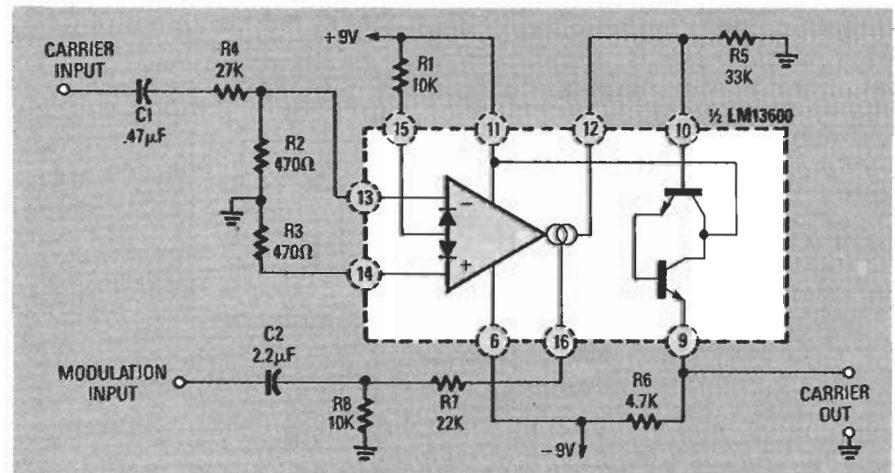 CARRIER
INPUT
C1
.47µF
R4
27K
R2
470Ω
R3
470Ω
+9V
R1
10K
R5
33K
½ LM13600
15
11
12
10
13
14
−
+
6
16
9
MODULATION
INPUT
C2
2.2µF
R8
10K
R7
22K
R6
4.7K
−9V
CARRIER
OUT